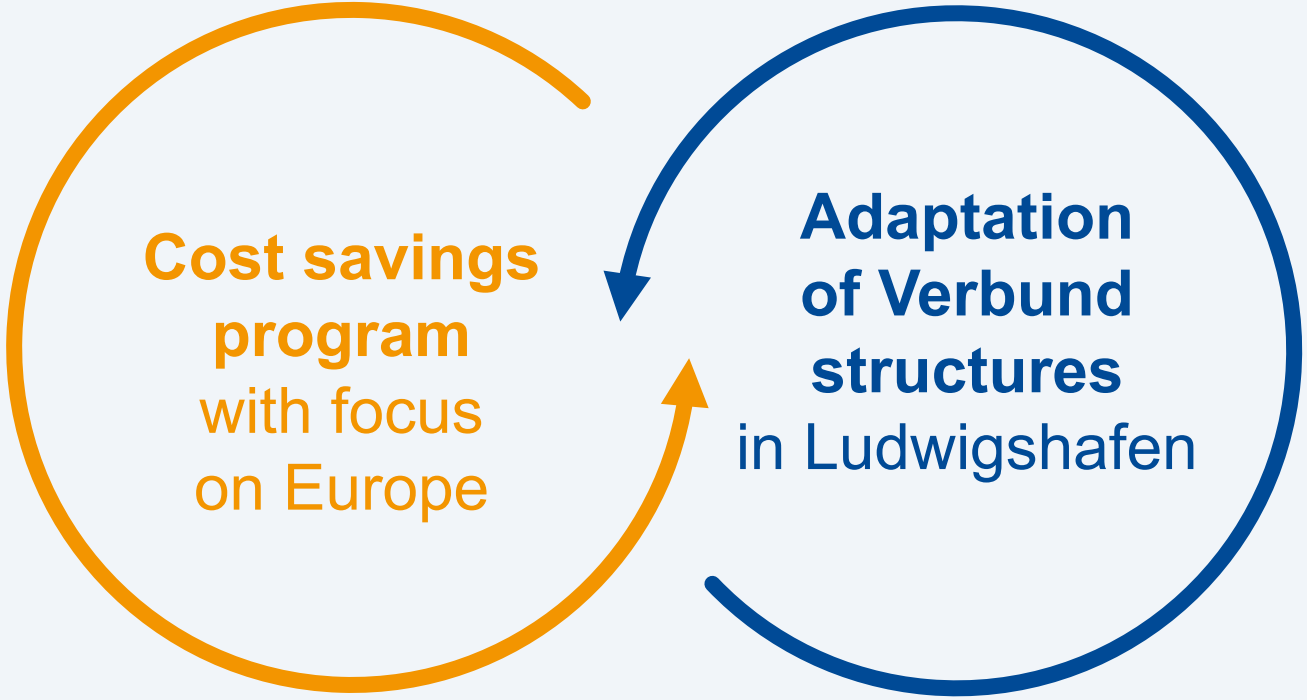 Cost savings
program
with focus
on Europe
Adaptation
of Verbund
structures
in Ludwigshafen